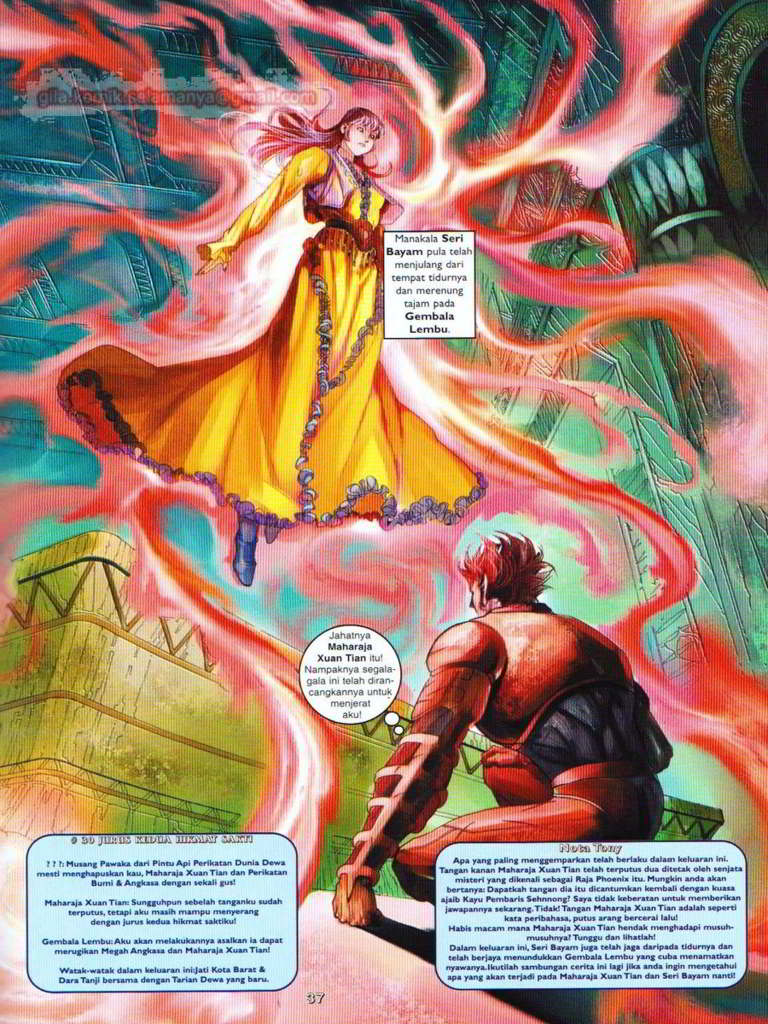 gila.komik.selamanya@gmail.com
Manakala Seri
Bayam pula telah
menjulang dari
tempat tidurnya
dan merenung
tajam pada
Gembala
Lembu.
Jahatnya
Maharaja
Xuan Tian itu!
Nampaknya segala-
gala ini telah diran-
cangkannya untuk
menjerat
aku!
# 30 JURUS KEDUA HIKMAT SAKTI
? ? ?: Musang Pawaka dari Pintu Api Perikatan Dunia Dewa
mesti menghapuskan kau, Maharaja Xuan Tian dan Perikatan
Bumi & Angkasa dengan sekali gus!
Maharaja Xuan Tian: Sungguhpun sebelah tanganku sudah
terputus, tetapi aku masih mampu menyerang
dengan jurus kedua hikmat saktiku!
Gembala Lembu: Aku akan melakukannya asalkan ia dapat
merugikan Megah Angkasa dan Maharaja Xuan Tian!
Watak-watak dalam keluaran ini:Jati Kota Barat &
Dara Tanji bersama dengan Tarian Dewa yang baru.
Nota Tony
Apa yang paling menggemparkan telah berlaku dalam keluaran ini.
Tangan kanan Maharaja Xuan Tian telah terputus dua ditetak oleh senjata
misteri yang dikenali sebagai Raja Phoenix itu. Mungkin anda akan
bertanya: Dapatkah tangan dia itu dicantumkan kembali dengan kuasa
ajaib Kayu Pembaris Sehnnong? Saya tidak keberatan untuk memberikan
jawapannya sekarang. Tidak! Tangan Maharaja Xuan Tian adalah seperti
kata peribahasa, putus arang bercerai lalu!
Habis macam mana Maharaja Xuan Tian hendak menghadapi musuh-
musuhnya? Tunggu dan lihatlah!
Dalam keluaran ini, Seri Bayam juga telah jaga daripada tidurnya dan
telah berjaya menundukkan Gembala Lembu yang cuba menamatkan
nyawanya.Ikutilah sambungan cerita ini lagi jika anda ingin mengetahui
apa yang akan terjadi pada Maharaja Xuan Tian dan Seri Bayam nanti!
37